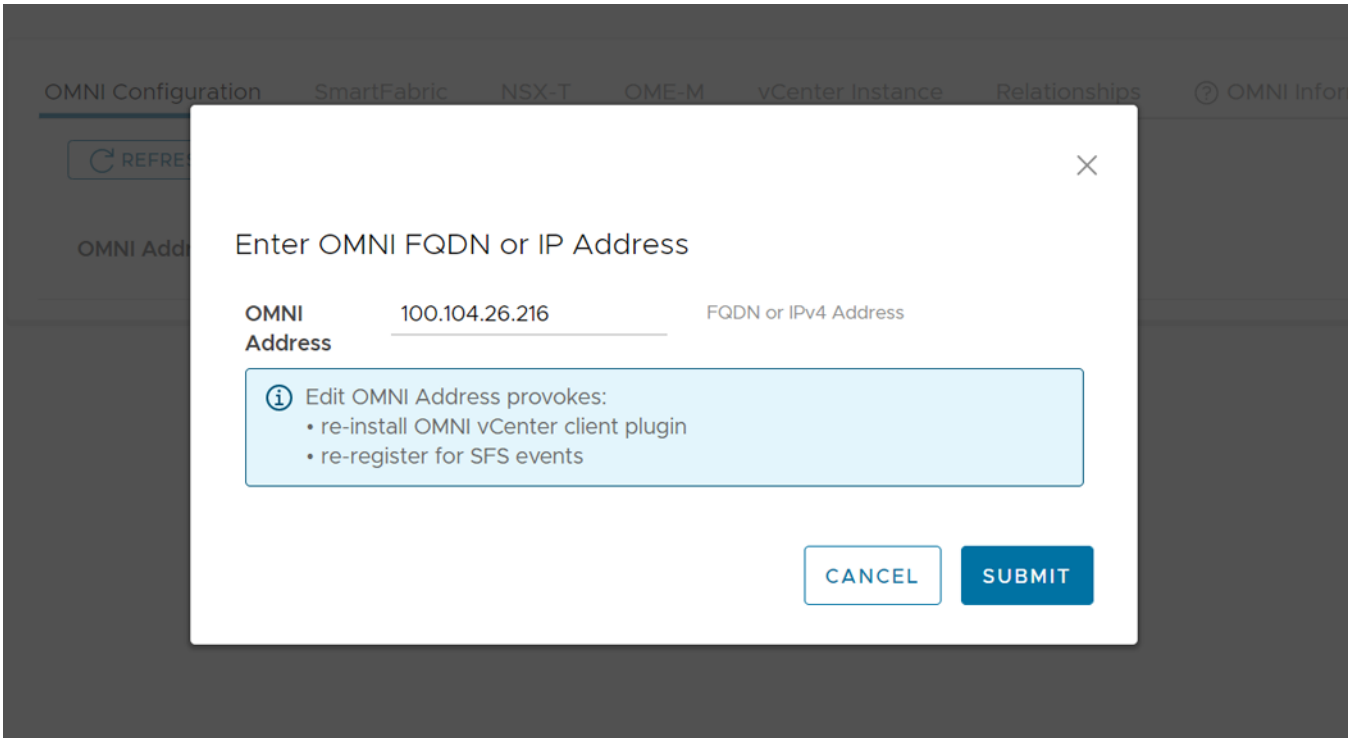 OMNI Configuration SmartFabric NSX-T OME-M vCenter Instance Relationships OMNI
REFRES
OMNI Addr
Enter OMNI FQDN or IP Address
OMNI Address 100.104.26.216 FQDN or IPv4 Address
Edit OMNI Address provokes:
• re-install OMNI vCenter client plugin
• re-register for SFS events
CANCEL SUBMIT